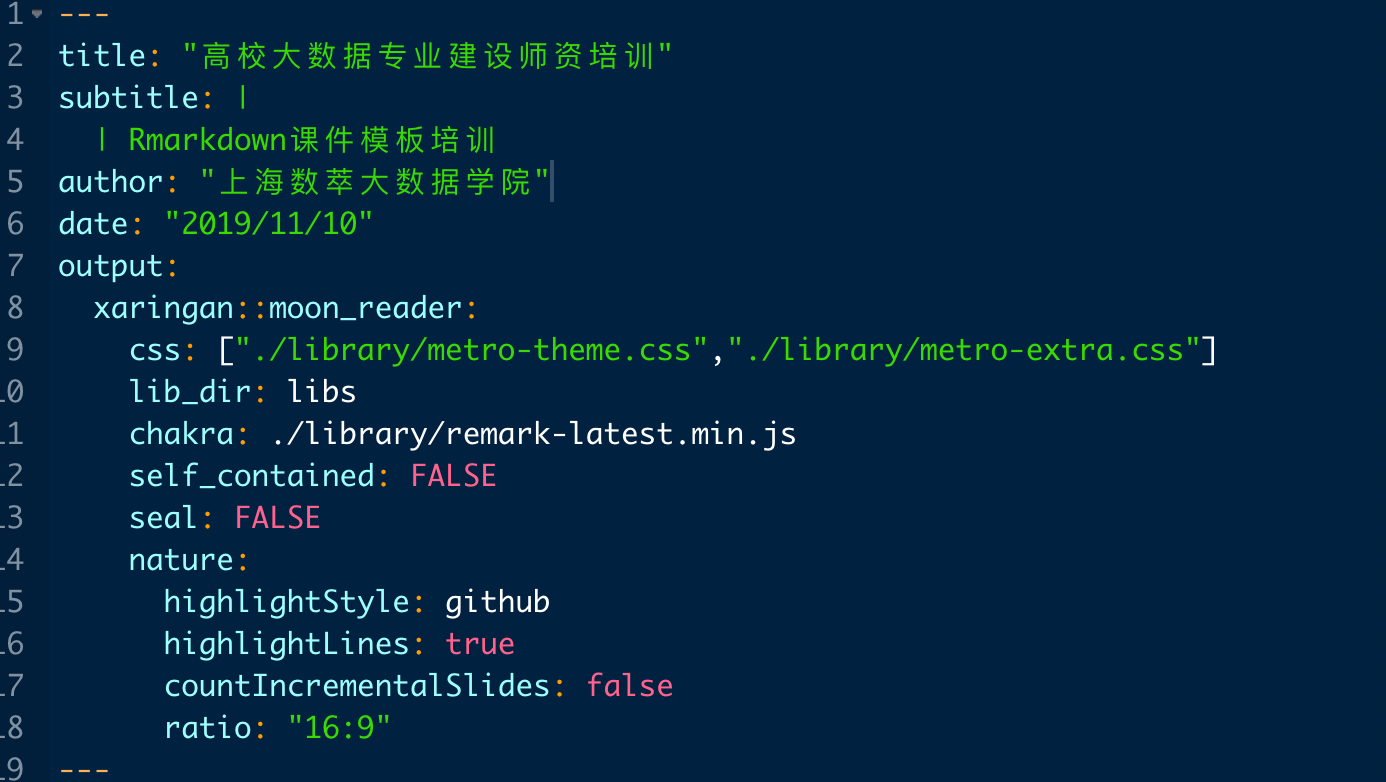 1 ---
2 title: "高校大数据专业建设师资培训"
3 subtitle: |
4   | Rmarkdown课件模板培训
5 author: "上海数萃大数据学院"
6 date: "2019/11/10"
7 output:
8   xaringan::moon_reader:
9     css: ["./library/metro-theme.css","./library/metro-extra.css"]
10     lib_dir: libs
11     chakra: ./library/remark-latest.min.js
12     self_contained: FALSE
13     seal: FALSE
14     nature:
15       highlightStyle: github
16       highlightLines: true
17       countIncrementalSlides: false
18       ratio: "16:9"
19 ---